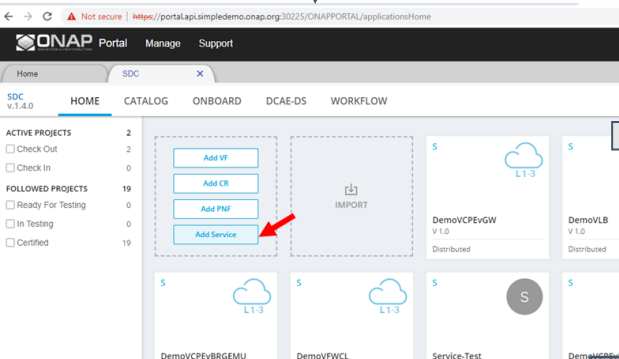 Not secure | https://portal.api.simpledemo.onap.org:30225/ONAPPORTAL/applicationsHome
ONAP Portal Manage Support
Home SDC X
SDC
v.1.4.0
HOME CATALOG ONBOARD DCAE-DS WORKFLOW
ACTIVE PROJECTS 2
Check Out 2
Check In 0
FOLLOWED PROJECTS 19
Ready For Testing 0
In Testing 0
Certified 19
Add VF
Add CR
Add PNF
Add Service
IMPORT
S
L1-3
DemoVCPEvGW
V 1.0
Distributed
S
DemoVLB
V 1.0
Distributed
S
L1-3
DemoVCPEvBRGEMU
S
L1-3
DemoVFWCL
S
S
Service-Test
S